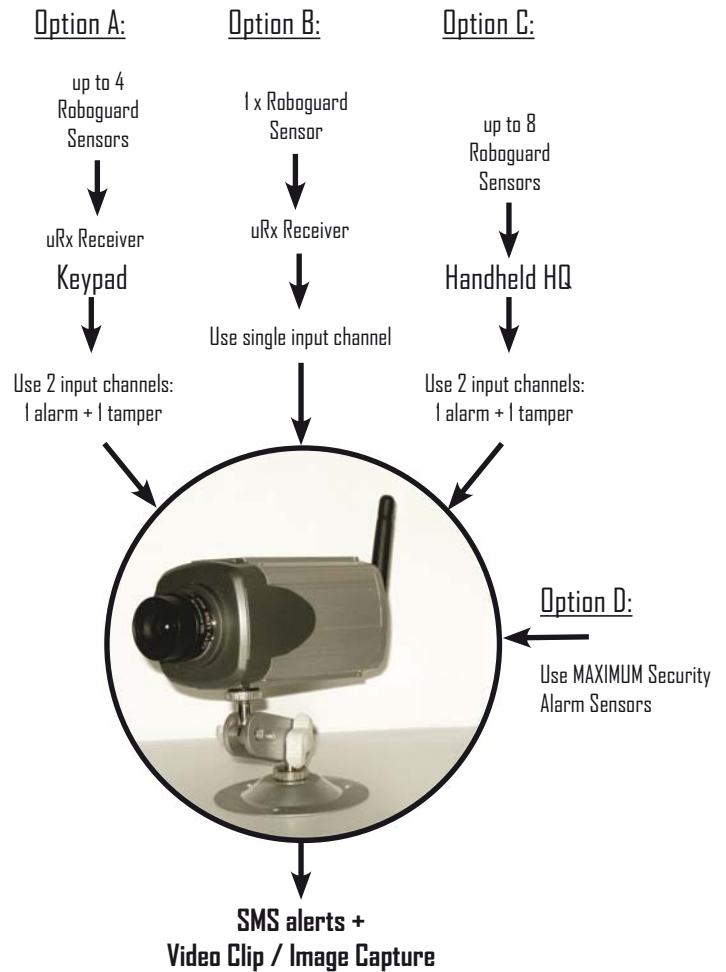 Option A:
up to 4
Roboguard
Sensors
uRx Receiver
Keypad
Use 2 input channels:
1 alarm + 1 tamper
Option B:
1 x Roboguard
Sensor
uRx Receiver
Use single input channel
Option C:
up to 8
Roboguard
Sensors
Handheld HQ
Use 2 input channels:
1 alarm + 1 tamper
Option D:
Use MAXIMUM Security
Alarm Sensors
SMS alerts +
Video Clip / Image Capture